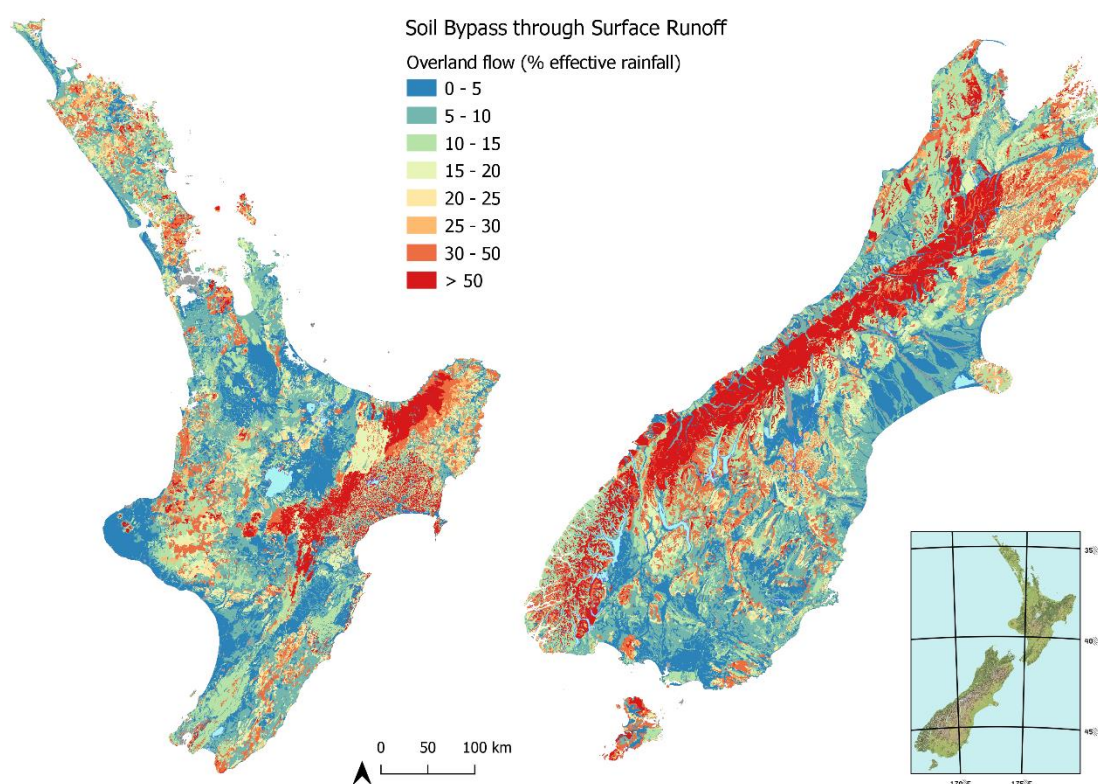 Soil Bypass through Surface Runoff
Overland flow (% effective rainfall)
0 - 5
5 - 10
10 - 15
15 - 20
20 - 25
25 - 30
30 - 50
> 50
0 50 100 km
35°S
40°S
45°S